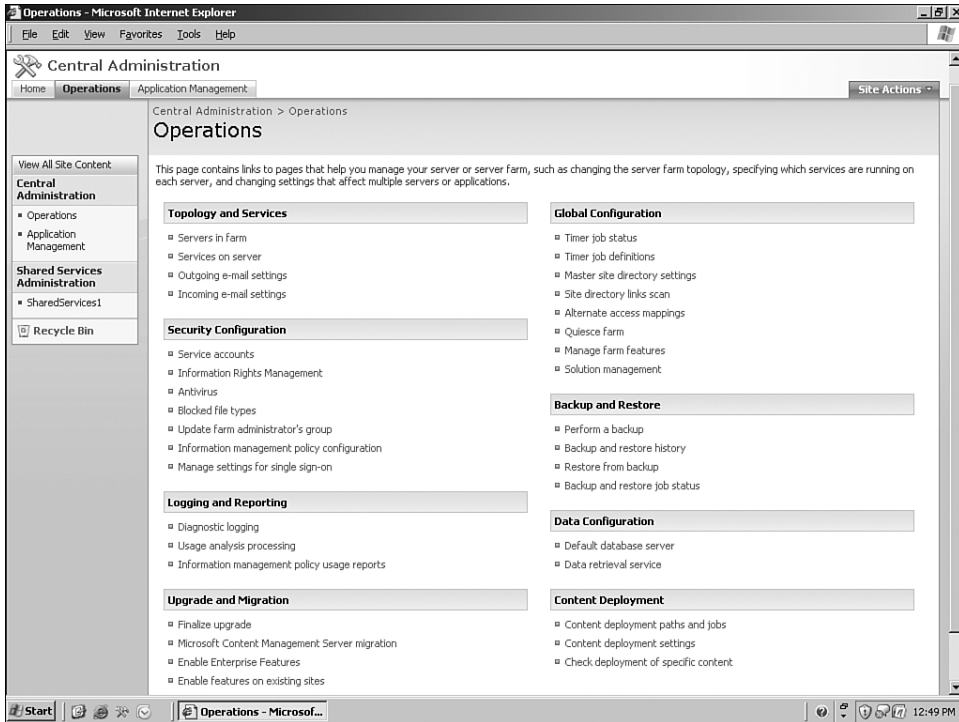 Operations - Microsoft Internet Explorer
File Edit View Favorites Tools Help
Central Administration
Home Operations Application Management
Site Actions
Central Administration > Operations
Operations
View All Site Content
Central Administration
Operations
Application Management
Shared Services Administration
SharedServices1
Recycle Bin
This page contains links to pages that help you manage your server or server farm, such as changing the server farm topology, specifying which services are running on
each server, and changing settings that affect multiple servers or applications.
Topology and Services
Servers in farm
Services on server
Outgoing e-mail settings
Incoming e-mail settings
Security Configuration
Service accounts
Information Rights Management
Antivirus
Blocked file types
Update farm administrator's group
Information management policy configuration
Manage settings for single sign-on
Logging and Reporting
Diagnostic logging
Usage analysis processing
Information management policy usage reports
Upgrade and Migration
Finalize upgrade
Microsoft Content Management Server migration
Enable Enterprise Features
Enable features on existing sites
Global Configuration
Timer job status
Timer job definitions
Master site directory settings
Site directory links scan
Alternate access mappings
Quiesce farm
Manage farm features
Solution management
Backup and Restore
Perform a backup
Backup and restore history
Restore from backup
Backup and restore job status
Data Configuration
Default database server
Data retrieval service
Content Deployment
Content deployment paths and jobs
Content deployment settings
Check deployment of specific content
Start
Operations - Microsof...
12:49 PM